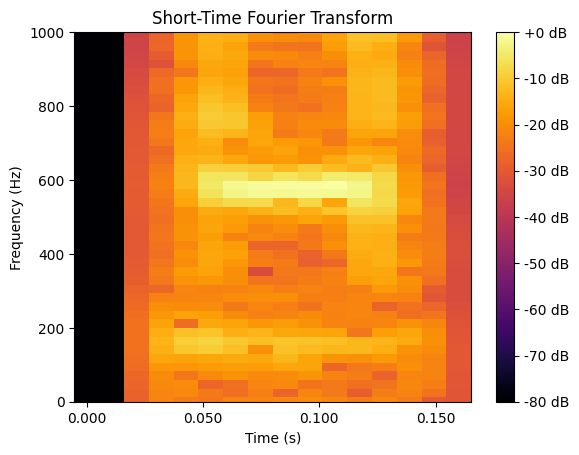 Short-Time Fourier Transform
1000
800
600
400
200
0
Frequency (Hz)
0.000
0.050
0.100
0.150
Time (s)
+0 dB
-10 dB
-20 dB
-30 dB
-40 dB
-50 dB
-60 dB
-70 dB
-80 dB